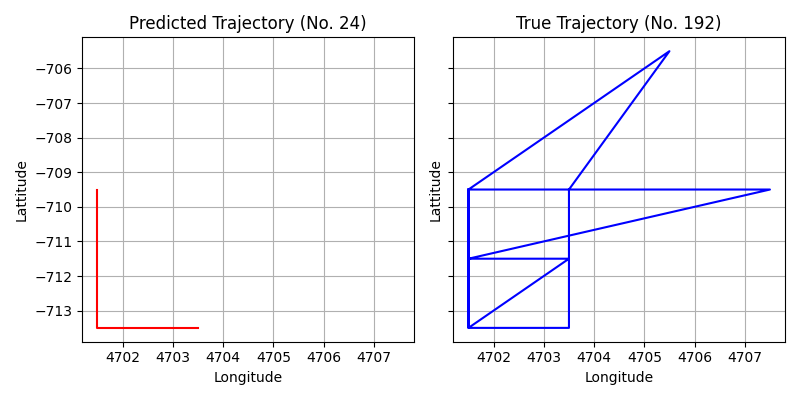 Predicted Trajectory (No. 24)
−706
−707
−708
−709
−710
−711
−712
−713
Lattitude
4702 4703 4704 4705 4706 4707
Longitude
True Trajectory (No. 192)
Lattitude
4702 4703 4704 4705 4706 4707
Longitude